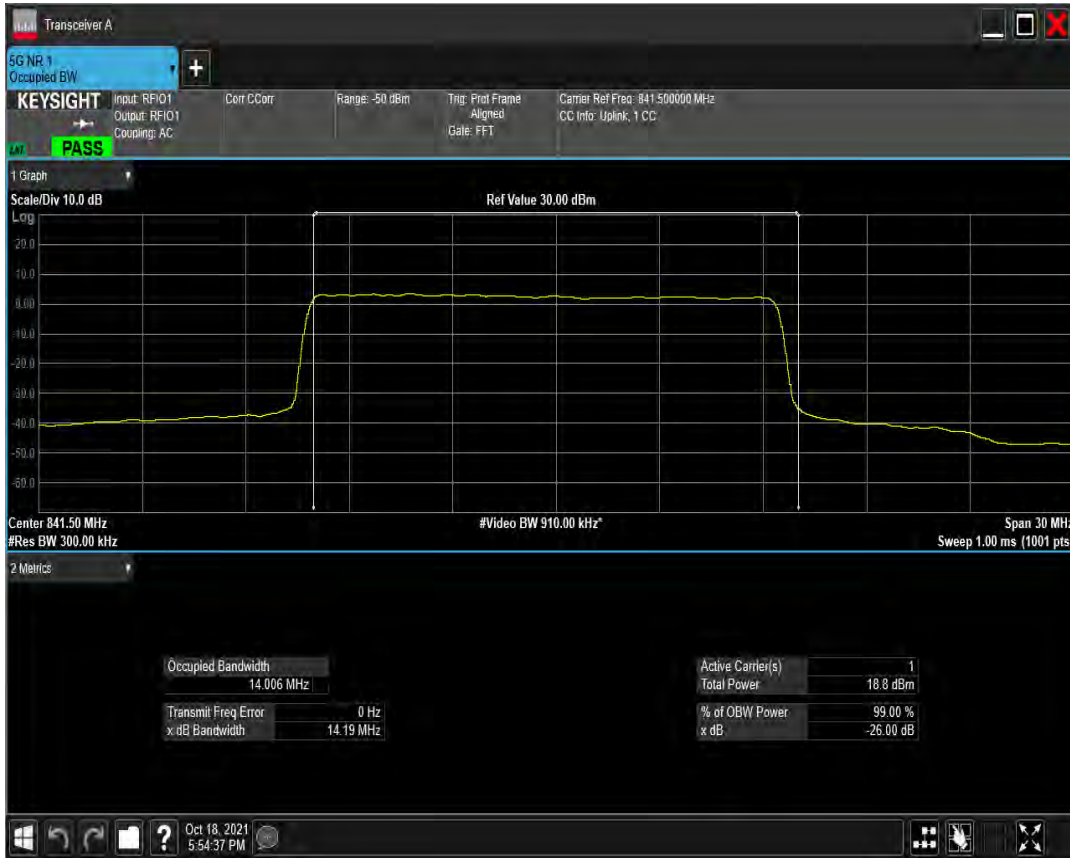 Transceiver A
5G NR 1
Occupied BW
+
KEYSIGHT
Input: RFIO1
Output: RFIO1
Coupling: AC
Corr CCorr
Range: -50 dBm
Trig: Prot Frame
Aligned
Gate: FFT
Carrier Ref Freq: 841.500000 MHz
CC Info: Uplink, 1 CC
PASS
1 Graph
Scale/Div 10.0 dB
Ref Value 30.00 dBm
Log
20.0
10.0
0.00
-10.0
-20.0
-30.0
-40.0
-50.0
-60.0
Center 841.50 MHz
#Video BW 910.00 kHz*
Span 30 MHz
#Res BW 300.00 kHz
Sweep 1.00 ms (1001 pts
2 Metrics
Occupied Bandwidth
14.006 MHz
Transmit Freq Error 0 Hz
x dB Bandwidth 14.19 MHz
Active Carrier(s) 1
Total Power 18.8 dBm
% of OBW Power 99.00 %
x dB -26.00 dB
?
Oct 18, 2021
5:54:37 PM